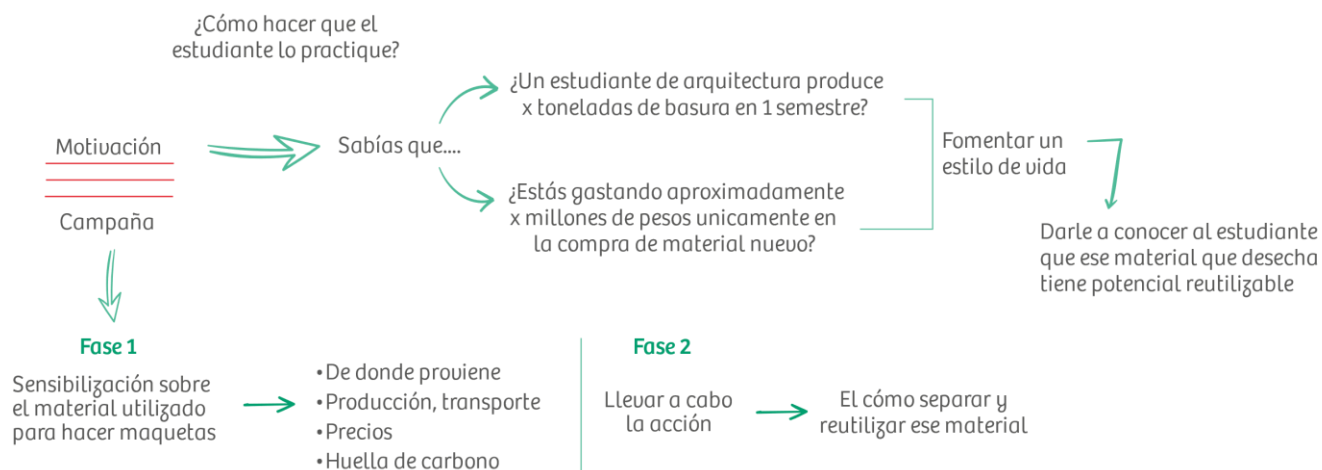 ¿Cómo hacer que el
estudiante lo practique?
Motivación
Campaña
Sabías que....
¿Un estudiante de arquitectura produce
x toneladas de basura en 1 semestre?
¿Estás gastando aproximadamente
x millones de pesos unicamente en
la compra de material nuevo?
Fomentar un
estilo de vida
Darle a conocer al estudiante
que ese material que desecha
tiene potencial reutilizable
Fase 1
Sensibilización sobre
el material utilizado
para hacer maquetas
•De donde proviene
•Producción, transporte
•Precios
•Huella de carbono
Fase 2
Llevar a cabo
la acción
El cómo separar y
reutilizar ese material